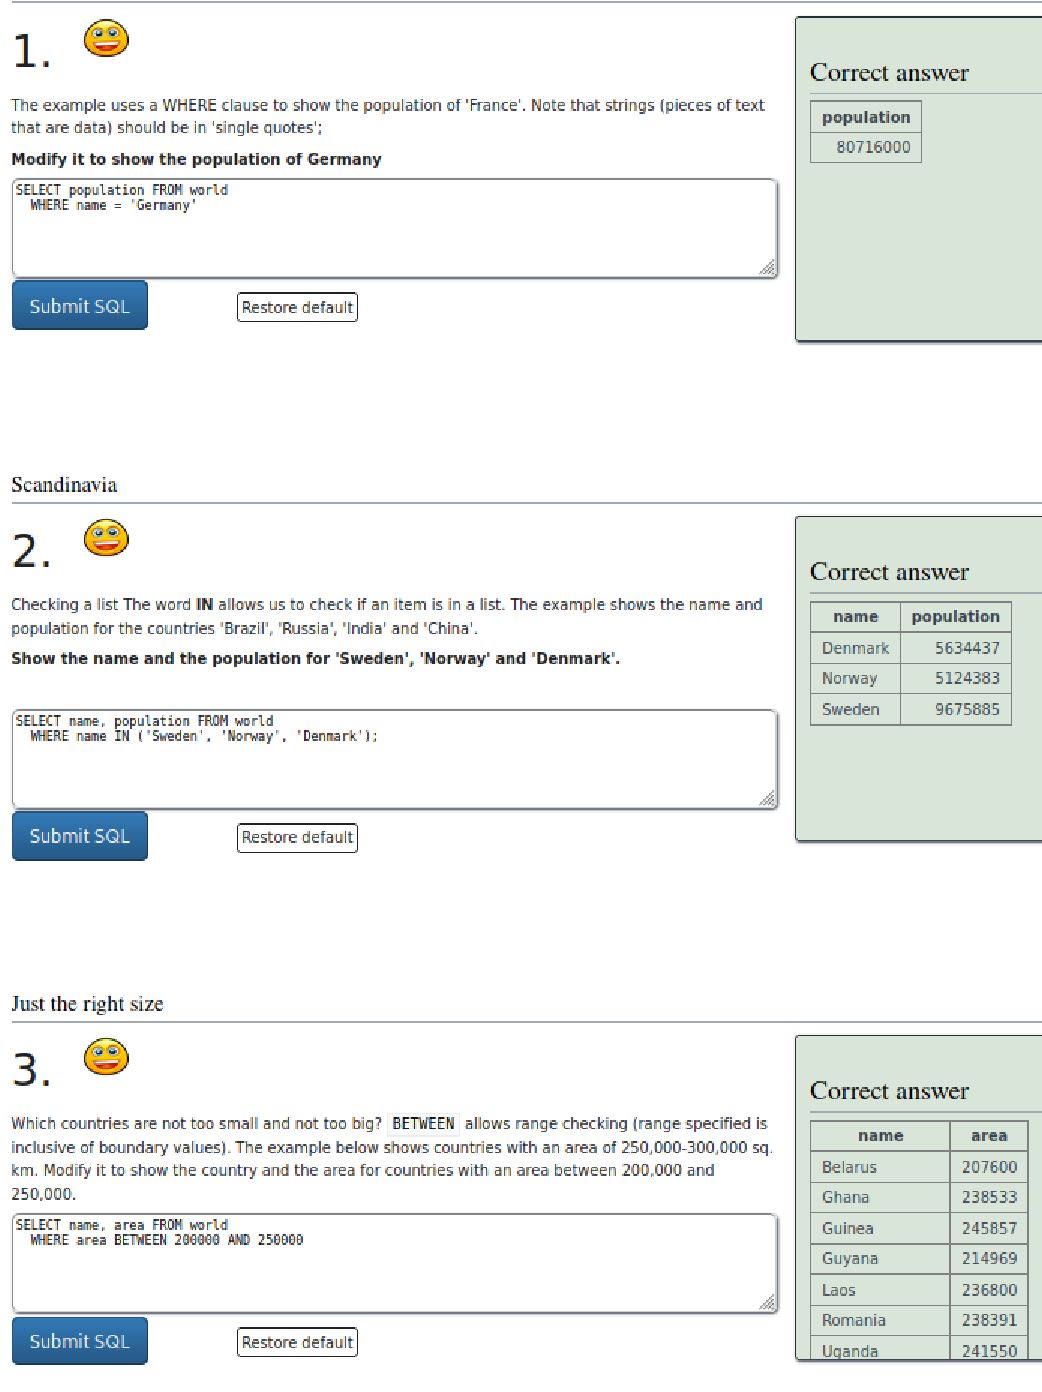 1.
The example uses a WHERE clause to show the population of 'France'. Note that strings (pieces of text
that are data) should be in 'single quotes';
Modify it to show the population of Germany
SELECT population FROM world
WHERE name = 'Germany'
Submit SQL
Restore default
Correct answer
population
80716000
Scandinavia
2.
Checking a list The word IN allows us to check if an item is in a list. The example shows the name and
population for the countries 'Brazil', 'Russia', 'India' and 'China'.
Show the name and the population for 'Sweden', 'Norway' and 'Denmark'.
SELECT name, population FROM world
WHERE name IN ('Sweden', 'Norway', 'Denmark');
Submit SQL
Restore default
Correct answer
name population
Denmark 5634437
Norway 5124383
Sweden 9675885
Just the right size
3.
Which countries are not too small and not too big? BETWEEN allows range checking (range specified is
inclusive of boundary values). The example below shows countries with an area of 250,000-300,000 sq.
km. Modify it to show the country and the area for countries with an area between 200,000 and
250,000.
SELECT name, area FROM world
WHERE area BETWEEN 200000 AND 250000
Submit SQL
Restore default
Correct answer
name area
Belarus 207600
Ghana 238533
Guinea 245857
Guyana 214969
Laos 236800
Romania 238391
Uganda 241550